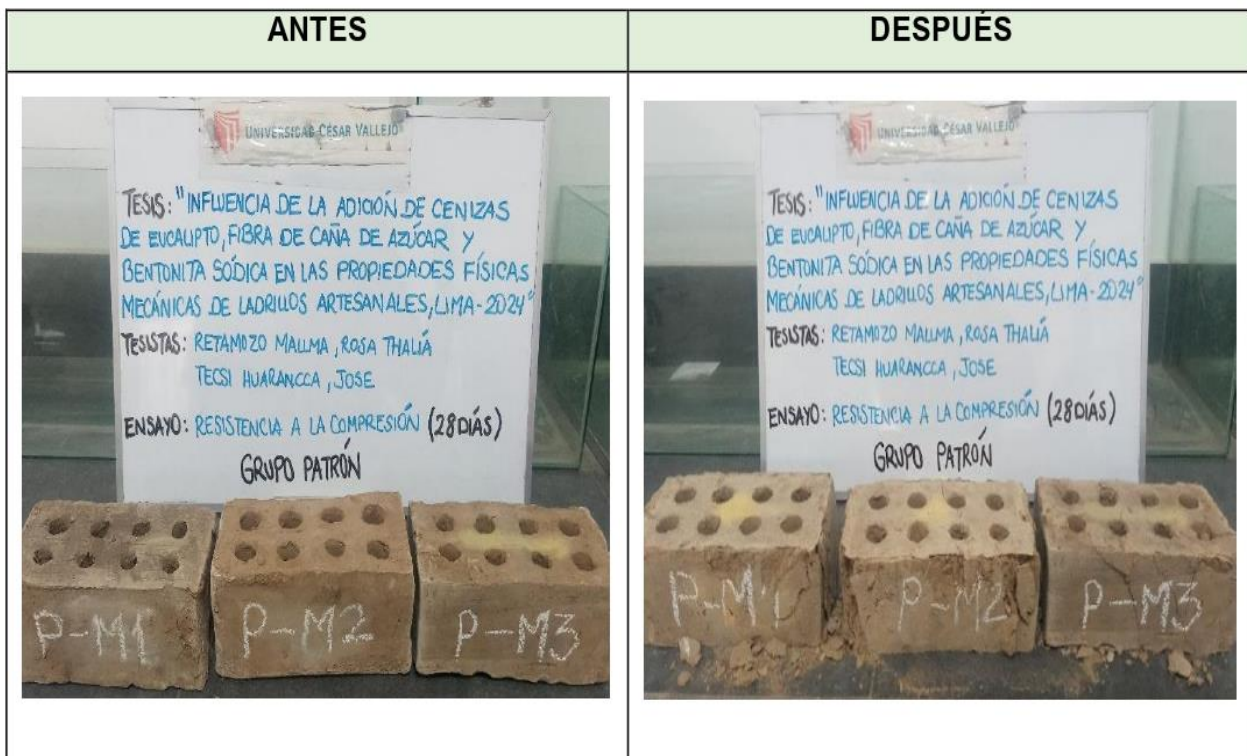 ANTES
DESPUÉS
UNIVERSIDAD CÉSAR VALLEJO
TESIS: "INFLUENCIA DE LA ADICIÓN DE CENIZAS
DE EUCALIPTO, FIBRA DE CAÑA DE AZÚCAR Y
BENTONITA SÓDICA EN LAS PROPIEDADES FÍSICAS
MECÁNICAS DE LADRILLOS ARTESANALES, LIMA-2024"
TESISTAS: RETAMOZO MALLMA, ROSA THALIÁ
TECSI HUARANCCA, JOSE
ENSAYO: RESISTENCIA A LA COMPRESIÓN (28DÍAS)
GRUPO PATRÓN
P-M1
P-M2
P-M3
UNIVERSIDAD CÉSAR VALLEJO
TESIS: "INFLUENCIA DE LA ADICIÓN DE CENIZAS
DE EUCALIPTO, FIBRA DE CAÑA DE AZÚCAR Y
BENTONITA SÓDICA EN LAS PROPIEDADES FÍSICAS
MECÁNICAS DE LADRILLOS ARTESANALES, LIMA-2024"
TESISTAS: RETAMOZO MALLMA, ROSA THALIÁ
TECSI HUARANCCA, JOSE
ENSAYO: RESISTENCIA A LA COMPRESIÓN (28DÍAS)
GRUPO PATRÓN
P-M1
P-M2
P-M3